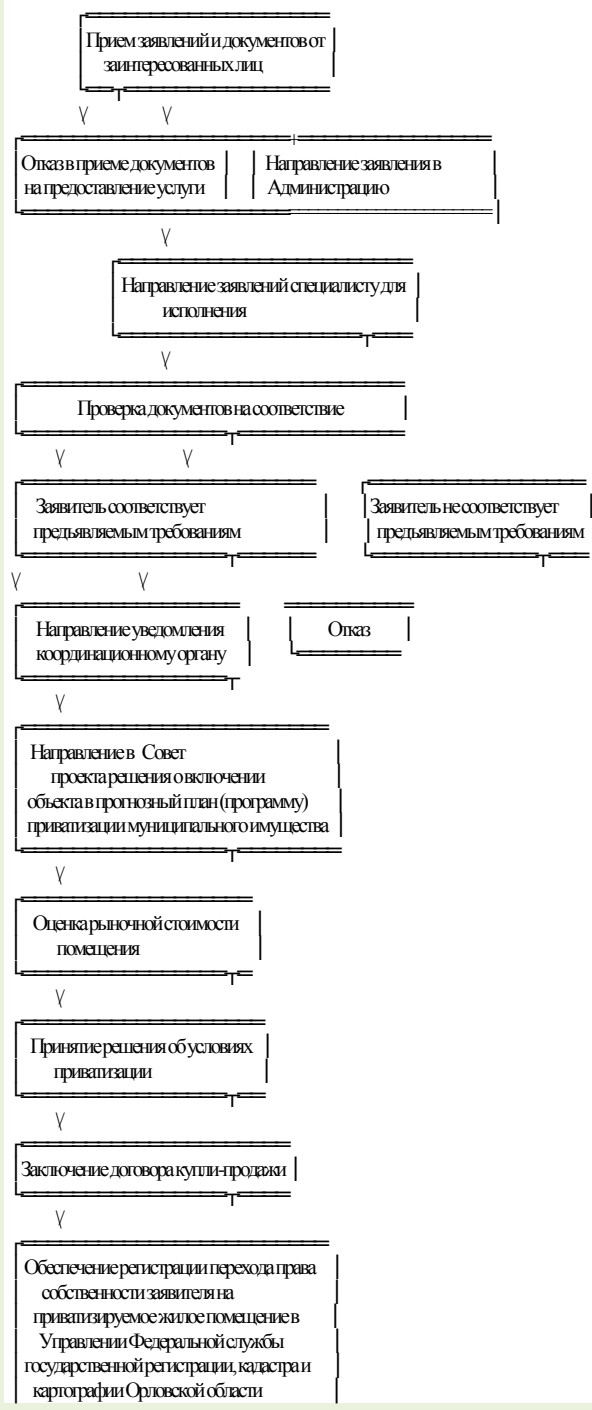 Прием заявлений и документов от
заинтересованных лиц
Отказ в приеме документов
на предоставление услуги
Направление заявления в
Администрацию
Направление заявлений специалисту для
исполнения
Проверка документов на соответствие
Заявитель соответствует
предъявляемым требованиям
Заявитель не соответствует
предъявляемым требованиям
Направление уведомления
координационному органу
Отказ
Направление в Совет
проекта решения о включении
объекта в прогнозный план (программу)
приватизации муниципального имущества
Оценка рыночной стоимости
помещения
Принятие решения об условиях
приватизации
Заключение договора купли-продажи
Обеспечение регистрации перехода права
собственности заявителя на
приватизируемое жилое помещение в
Управлении Федеральной службы
государственной регистрации, кадастра и
картографии Орловской области